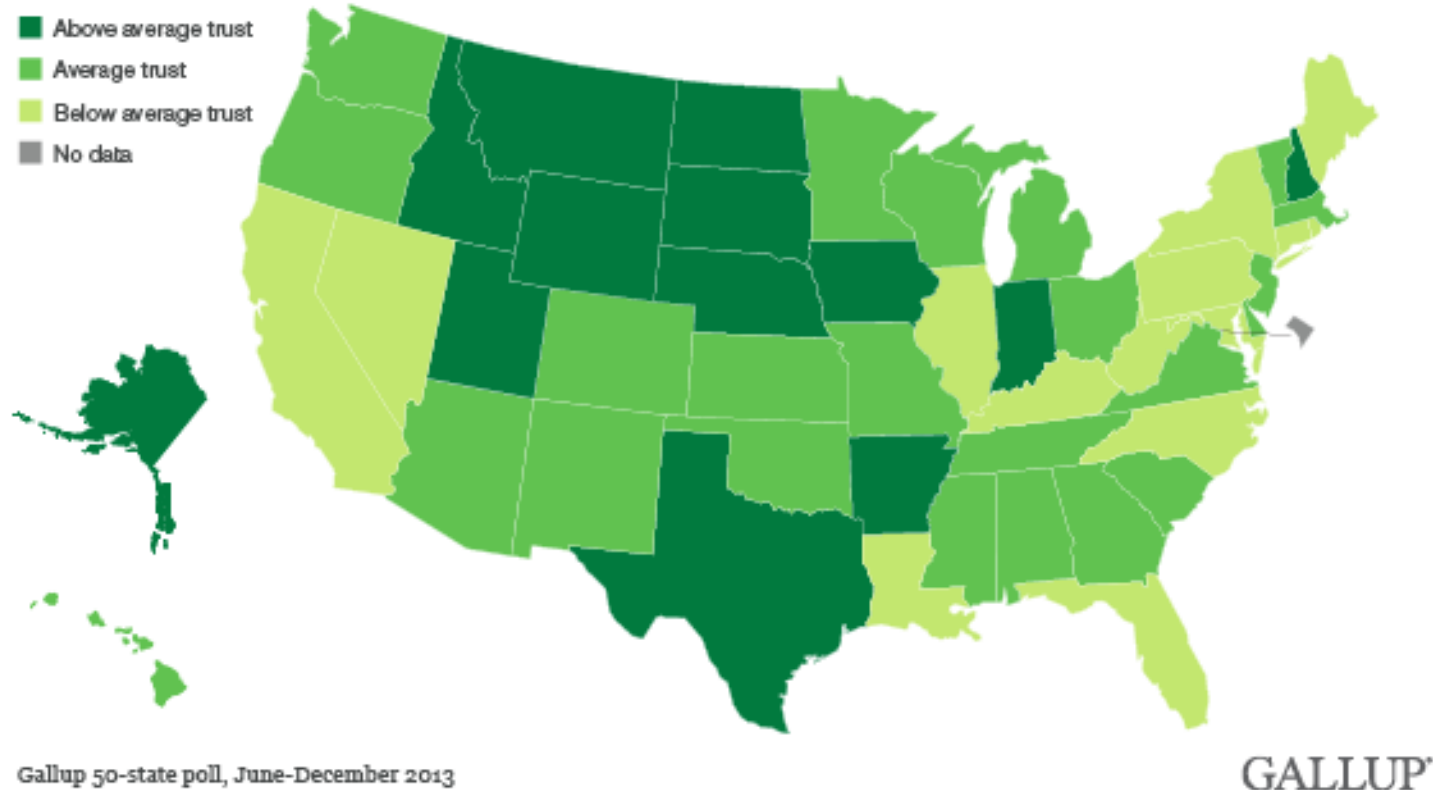 Above average trust
Average trust
Below average trust
No data
Gallup 50-state poll, June-December 2013
GALLUP®